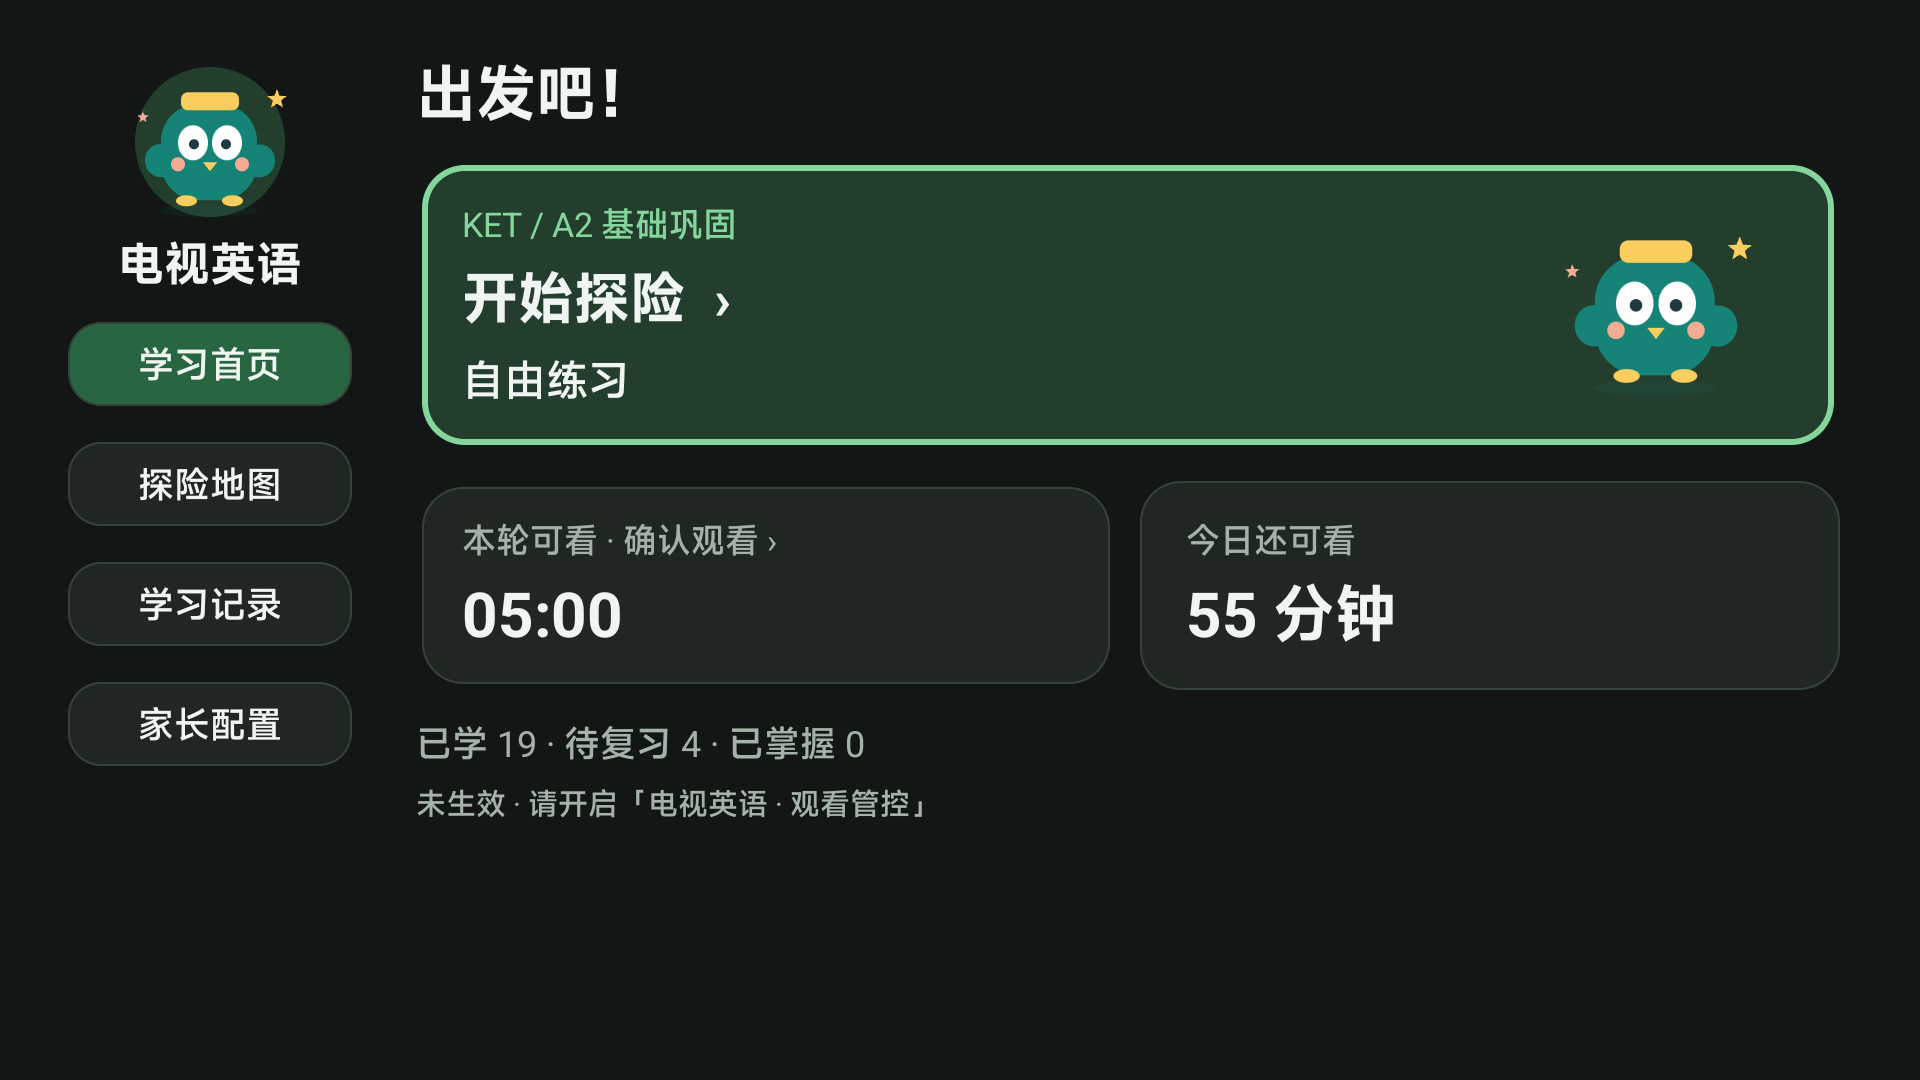 电视英语
学习首页
探险地图
学习记录
家长配置
出发吧！
KET / A2 基础巩固
开始探险 ›
自由练习
本轮可看 · 确认观看 ›
05:00
今日还可看
55 分钟
已学 19 · 待复习 4 · 已掌握 0
未生效 · 请开启「电视英语 · 观看管控」